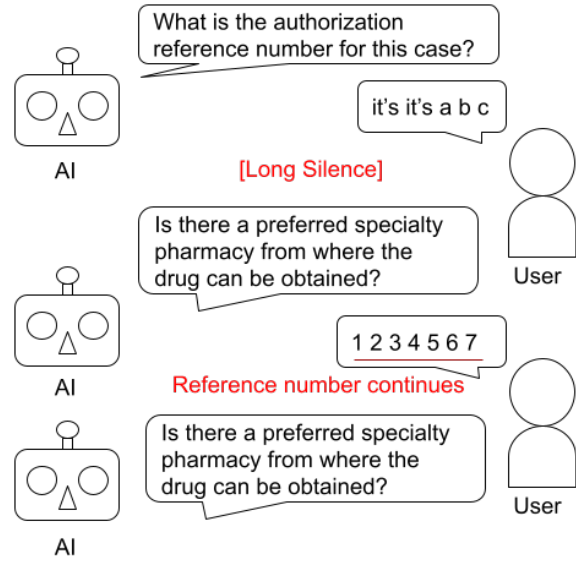 What is the authorization
reference number for this case?
it's it's a b c
AI
[Long Silence]
Is there a preferred specialty
pharmacy from where the
drug can be obtained?
User
1 2 3 4 5 6 7
AI
Reference number continues
Is there a preferred specialty
pharmacy from where the
drug can be obtained?
User
AI